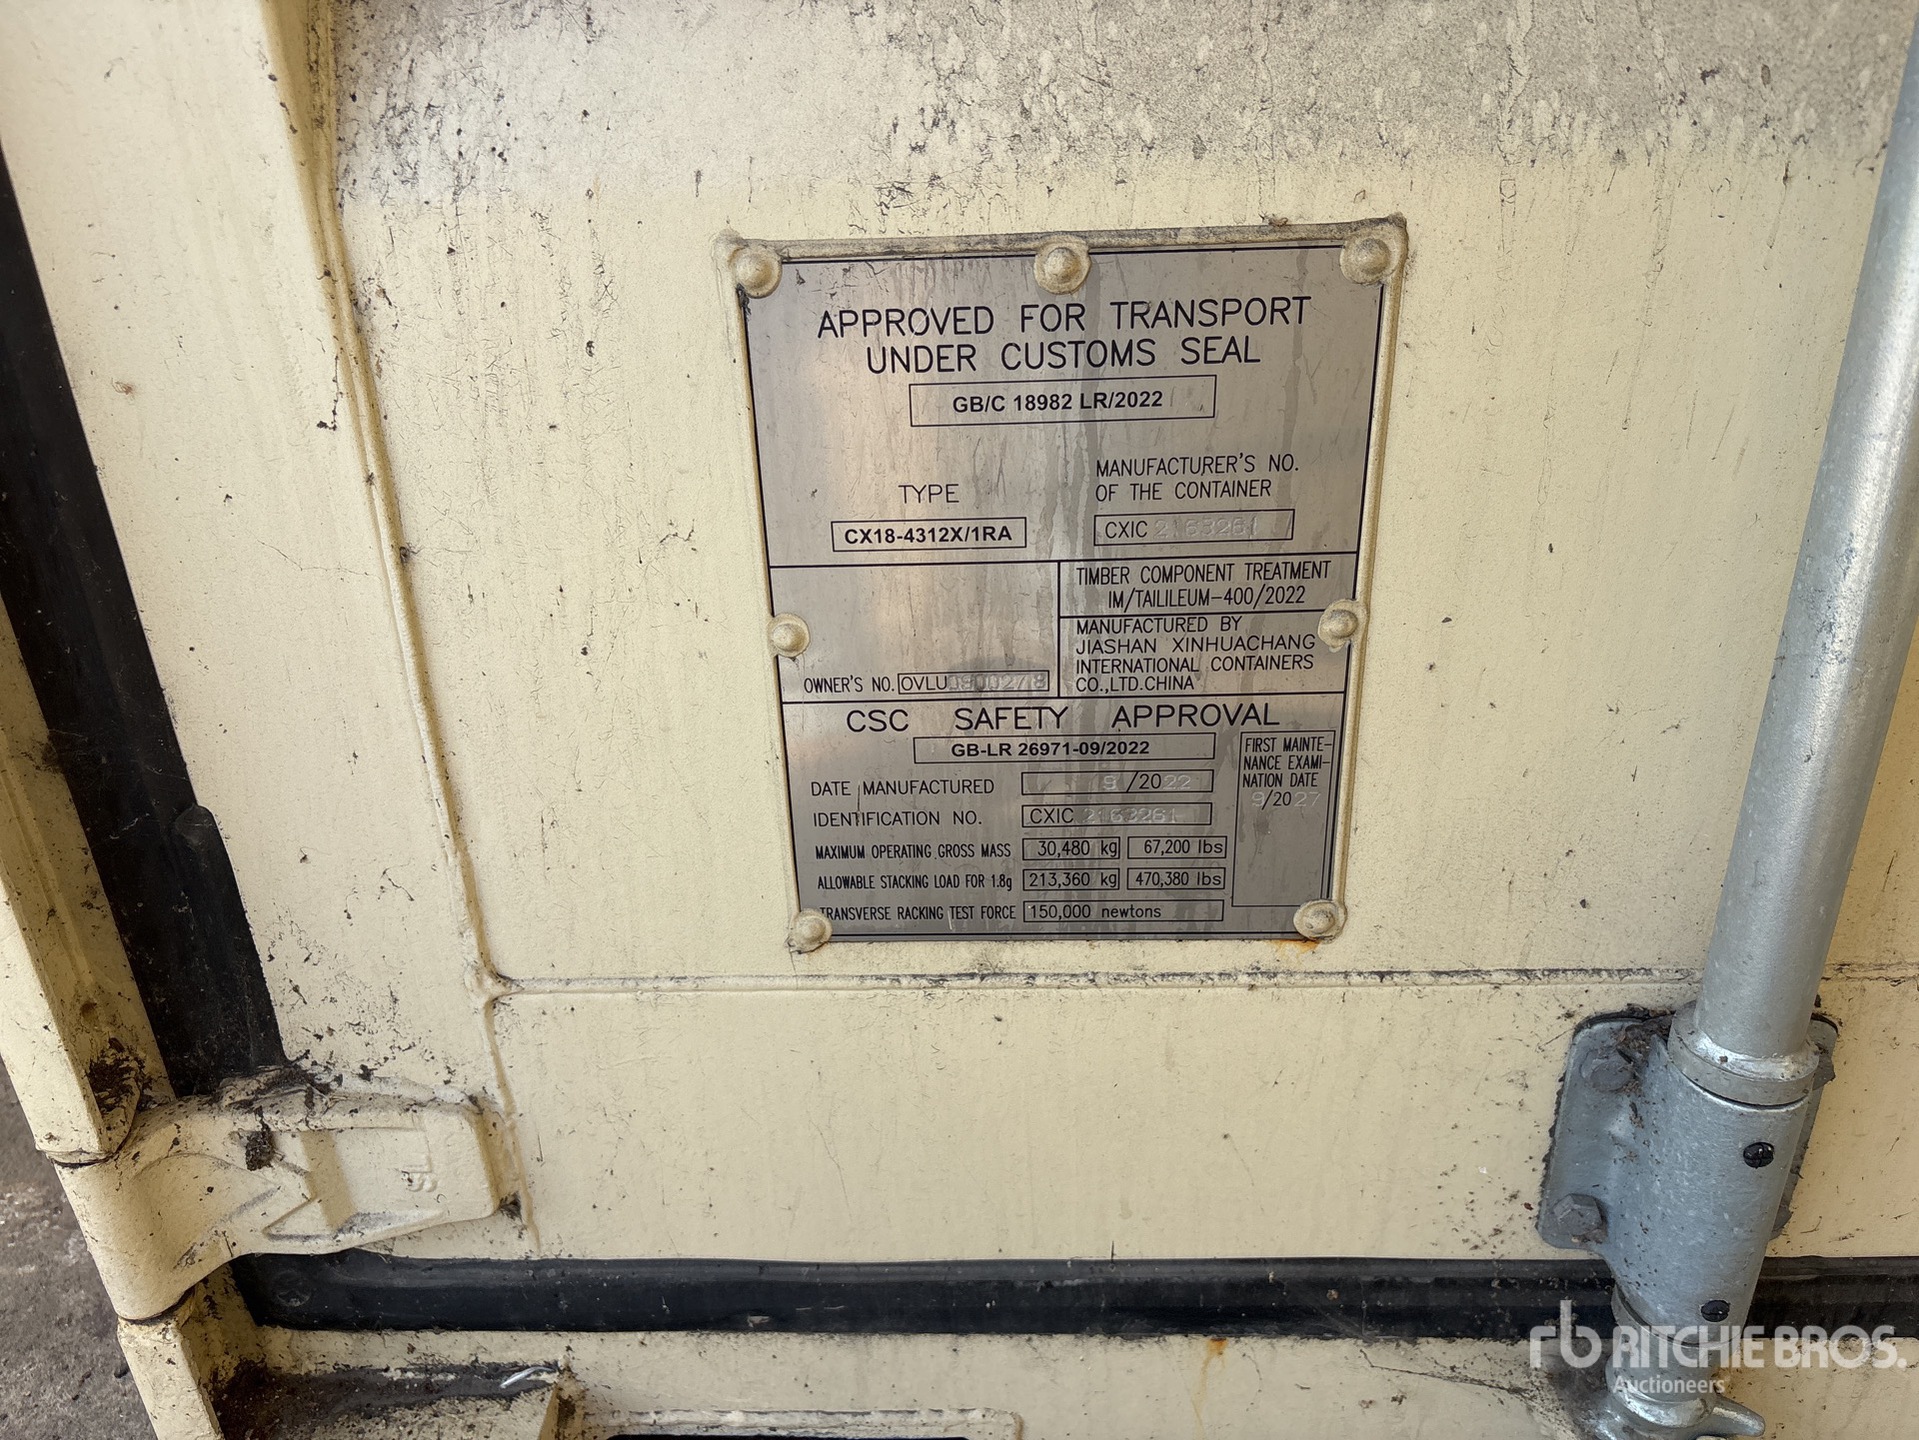 APPROVED FOR TRANSPORT
UNDER CUSTOMS SEAL
GB/C 18982 LR/2022
TYPE
CX18-4312X/1RA
MANUFACTURER'S NO.
OF THE CONTAINER
CXIC 2163261
TIMBER COMPONENT TREATMENT
IM/TAILILEUM-400/2022
MANUFACTURED BY
JIASHAN XINHUACHANG
INTERNATIONAL CONTAINERS
CO.,LTD.CHINA
OWNER'S NO. OVLU
CSC SAFETY APPROVAL
GB-LR 26971-09/2022
DATE MANUFACTURED 9/2022
IDENTIFICATION NO. CXIC 2163261
MAXIMUM OPERATING GROSS MASS 30,480 kg 67,200 lbs
ALLOWABLE STACKING LOAD FOR 1.8g 213,360 kg 470,380 lbs
TRANSVERSE RACKING TEST FORCE 150,000 newtons
FIRST MAINTE-
NANCE EXAMI-
NATION DATE
9/2027
rb RITCHIE BROS.
Auctioneers